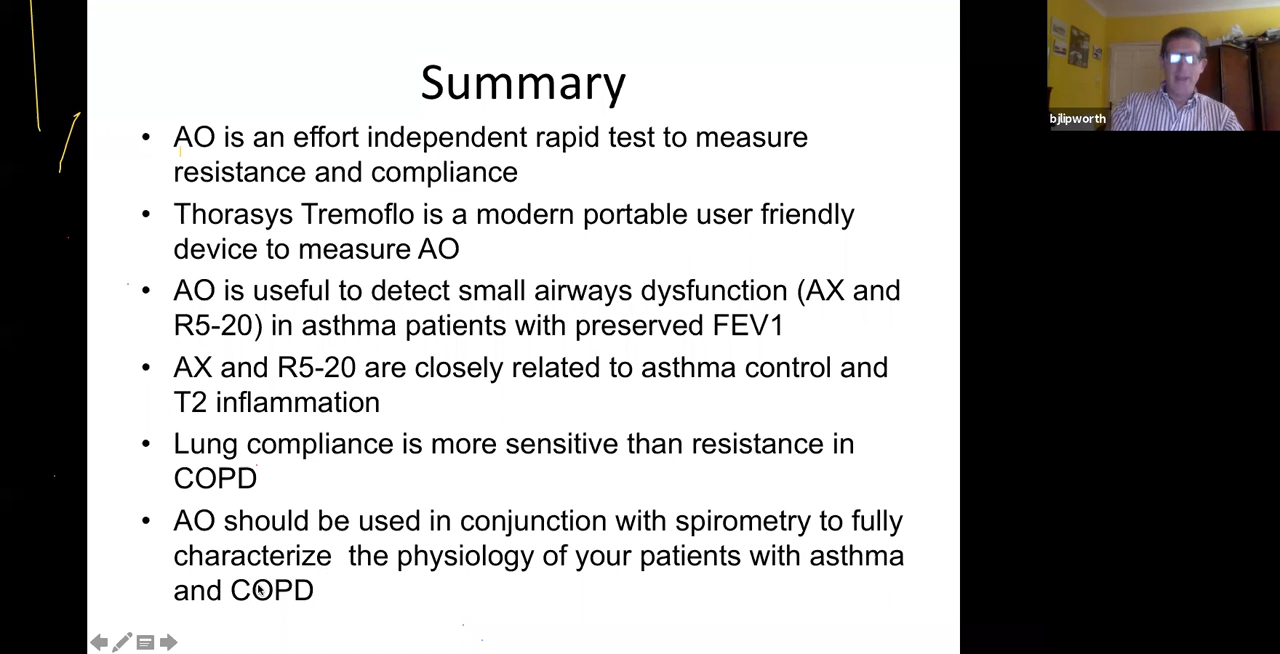 Summary
• AO is an effort independent rapid test to measure
resistance and compliance
• Thorasys Tremoflo is a modern portable user friendly
device to measure AO
• AO is useful to detect small airways dysfunction (AX and
R5-20) in asthma patients with preserved FEV1
• AX and R5-20 are closely related to asthma control and
T2 inflammation
• Lung compliance is more sensitive than resistance in
COPD
• AO should be used in conjunction with spirometry to fully
characterize  the physiology of your patients with asthma
and COPD
bjlipworth